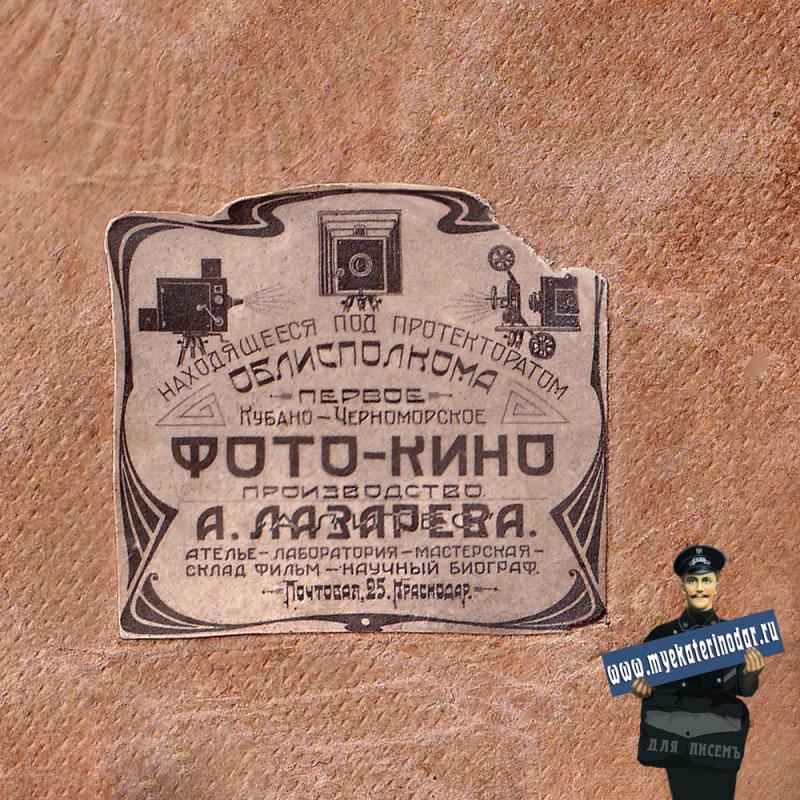 НАХОДЯЩЕЕСЯ ПОД ПРОТЕКТОРАТОМ
ОБЛИСПОЛКОМА
ПЕРВОЕ
КУБАНО-ЧЕРНОМОРСКОЕ
ФОТО-КИНО
ПРОИЗВОДСТВО.
А. ЛАЗАРЕВА.
АТЕЛЬЕ-ЛАБОРАТОРИЯ-МАСТЕРСКАЯ-
СКЛАД ФИЛЬМ-НАУЧНЫЙ БИОГРАФ.
Почтовая, 25. Краснодар.
www.myekaterinodar.ru
ДЛЯ ПИСЕМЪ